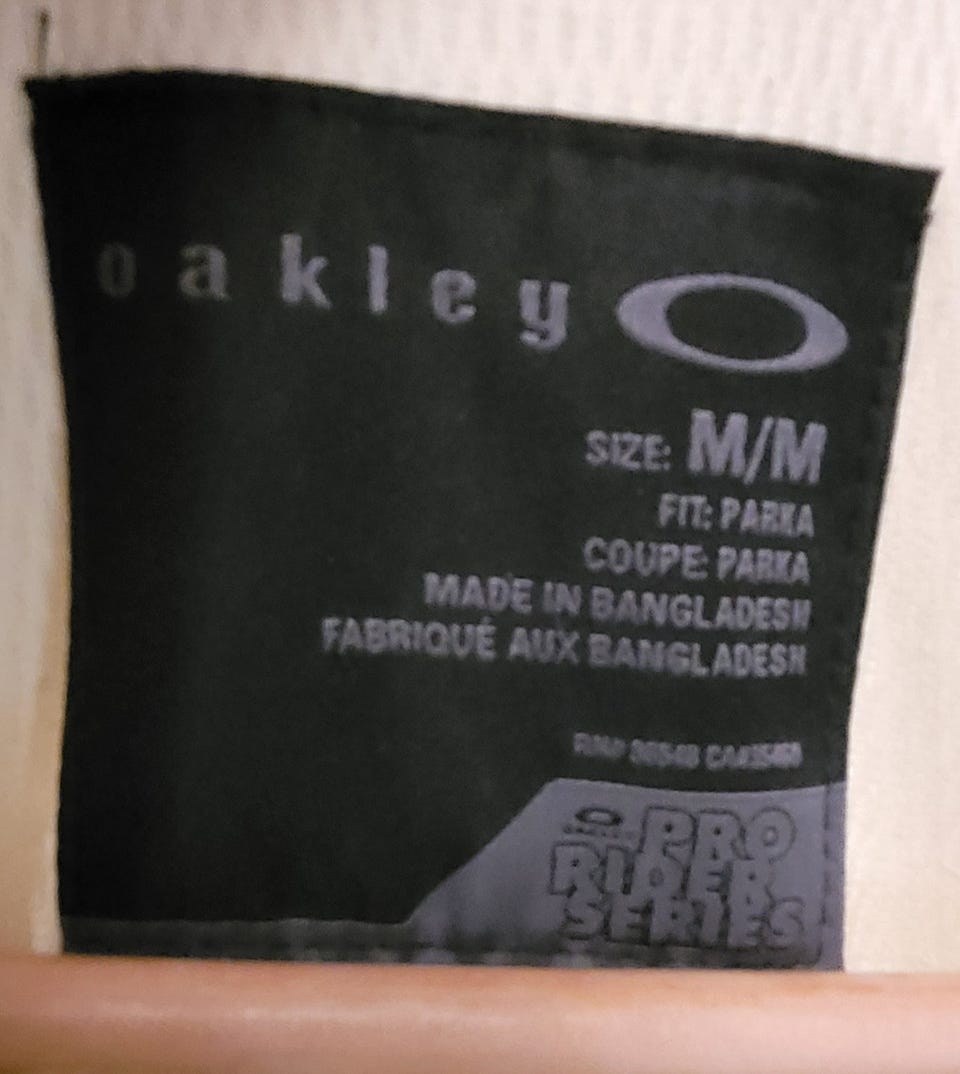 oakley
SIZE: M/M
FIT: PARKA
COUPE: PARKA
MADE IN BANGLADESH
FABRIQUÉ AUX BANGLADESH
PRO
RIDER
SERIES